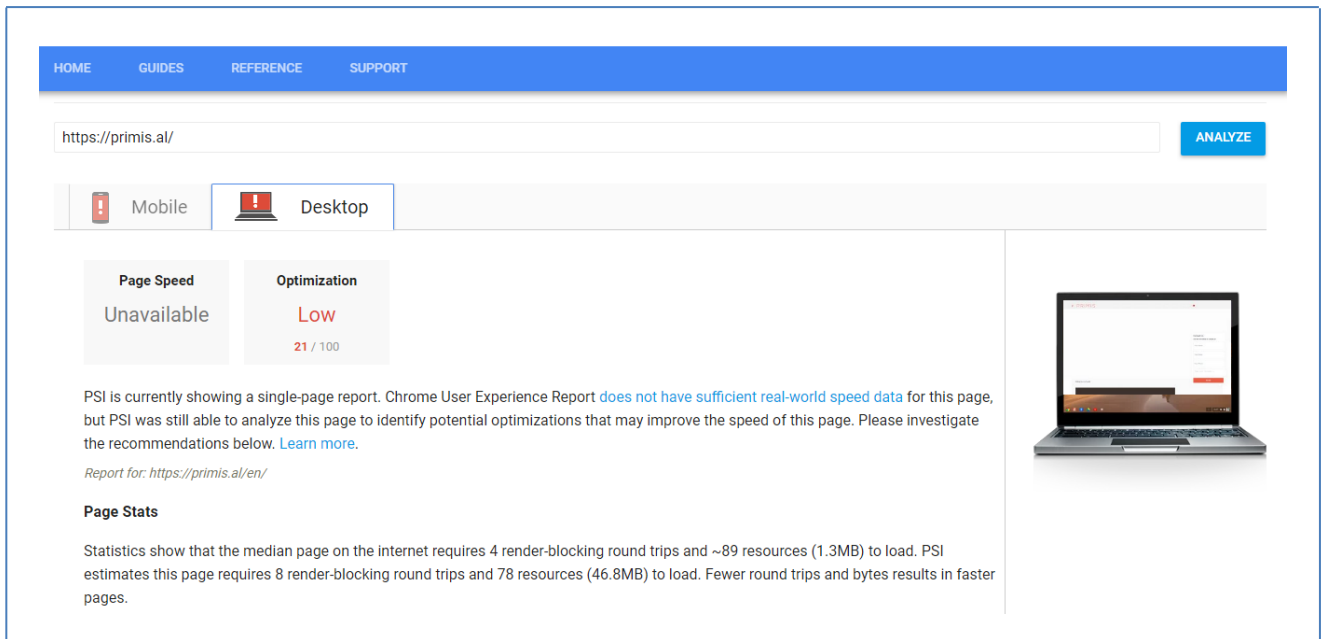 HOME GUIDES REFERENCE SUPPORT
https://primis.al/
ANALYZE
Mobile
Desktop
Page Speed
Unavailable
Optimization
Low
21 / 100
PSI is currently showing a single-page report. Chrome User Experience Report does not have sufficient real-world speed data for this page,
but PSI was still able to analyze this page to identify potential optimizations that may improve the speed of this page. Please investigate
the recommendations below. Learn more.
Report for: https://primis.al/en/
Page Stats
Statistics show that the median page on the internet requires 4 render-blocking round trips and ~89 resources (1.3MB) to load. PSI
estimates this page requires 8 render-blocking round trips and 78 resources (46.8MB) to load. Fewer round trips and bytes results in faster
pages.